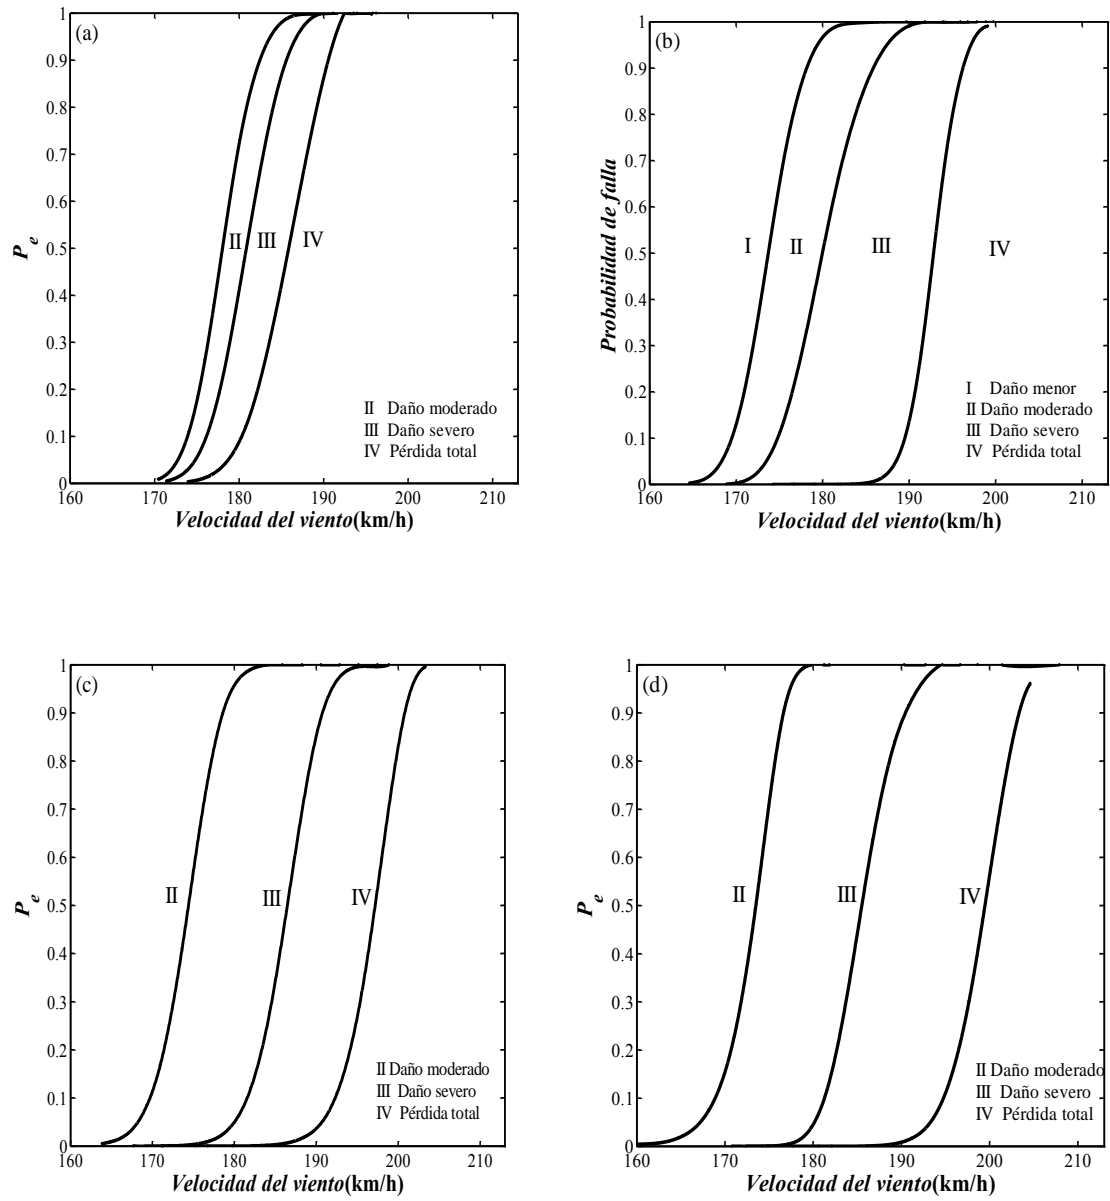 (a)
1
0.9
0.8
0.7
0.6
0.5
0.4
0.3
0.2
0.1
0
P_e
II III IV
II Daño moderado
III Daño severo
IV Pérdida total
160 170 180 190 200 210
Velocidad del viento(km/h)
(b)
1
0.9
0.8
0.7
0.6
0.5
0.4
0.3
0.2
0.1
0
Probabilidad de falla
I II III IV
I Daño menor
II Daño moderado
III Daño severo
IV Pérdida total
160 170 180 190 200 210
Velocidad del viento(km/h)
(c)
1
0.9
0.8
0.7
0.6
0.5
0.4
0.3
0.2
0.1
0
P_e
II III IV
II Daño moderado
III Daño severo
IV Pérdida total
160 170 180 190 200 210
Velocidad del viento(km/h)
(d)
1
0.9
0.8
0.7
0.6
0.5
0.4
0.3
0.2
0.1
0
P_e
II III IV
II Daño moderado
III Daño severo
IV Pérdida total
160 170 180 190 200 210
Velocidad del viento(km/h)